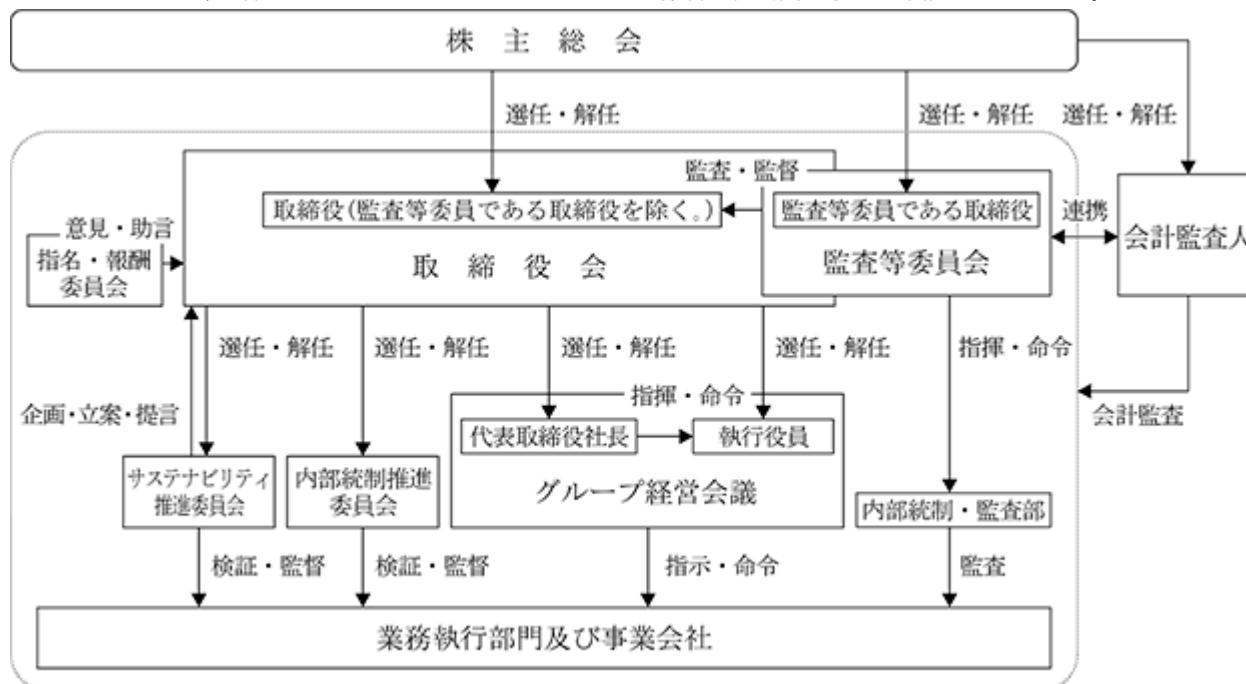 株主総会
選任・解任
選任・解任
選任・解任
監査・監督
取締役(監査等委員である取締役を除く。)
監査等委員である取締役
連携
会計監査人
意見・助言
指名・報酬
委員会
取締役会
監査等委員会
選任・解任
選任・解任
選任・解任
選任・解任
指揮・命令
企画・立案・提言
指揮・命令
会計監査
代表取締役社長
執行役員
サステナビリティ
推進委員会
内部統制推進
委員会
グループ経営会議
内部統制・監査部
検証・監督
検証・監督
指示・命令
監査
業務執行部門及び事業会社